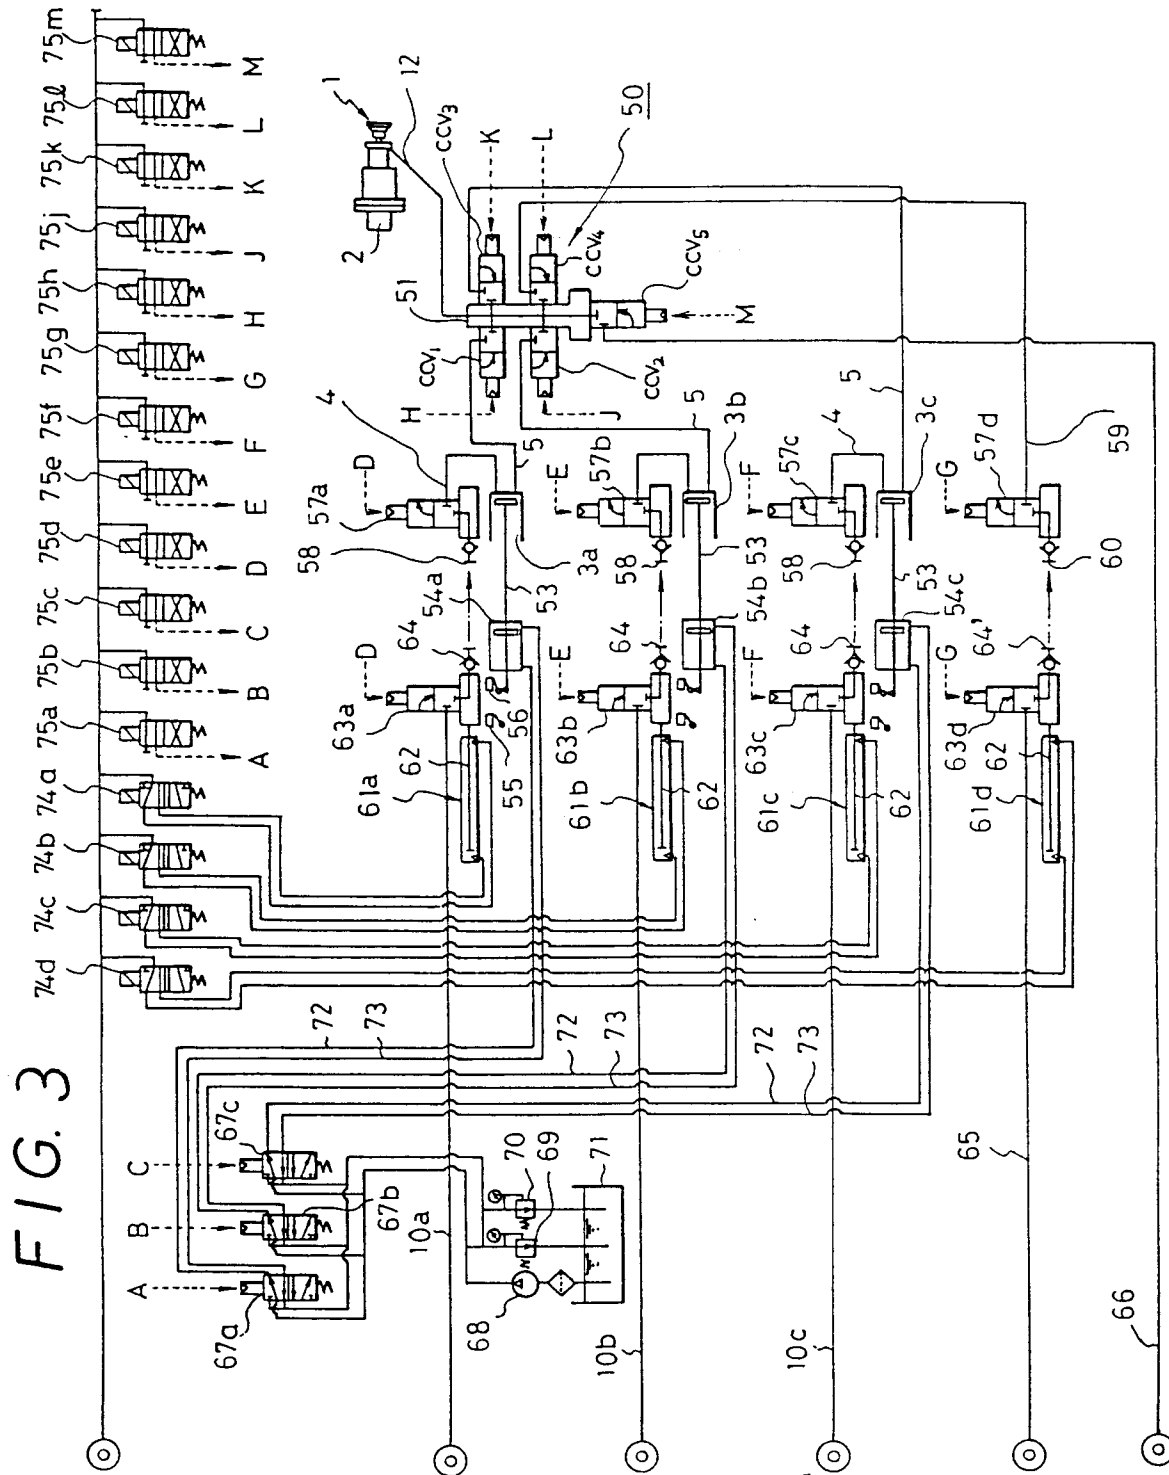 FIG. 3
75m
75l
75k
75j
75h
75g
75f
75e
75d
75c
75b
75a
74a
74b
74c
74d
M
L
K
J
H
G
F
E
D
C
B
A
1
12
2
CCV3
K
L
50
51
CCV4
CCV5
M
CCV1
CCV2
H
J
4
5
5
5
D
57a
58
3a
53
54a
64
D
63a
56
55
62
61a
E
57b
58
3b
53
54b
64
E
63b
62
61b
F
57c
4
58
3c
53
54c
64
F
63c
62
61c
G
57d
59
60
64'
G
63d
62
61d
72
73
72
73
72
73
C
B
A
67c
67b
67a
70
69
71
68
10a
10b
10c
65
66